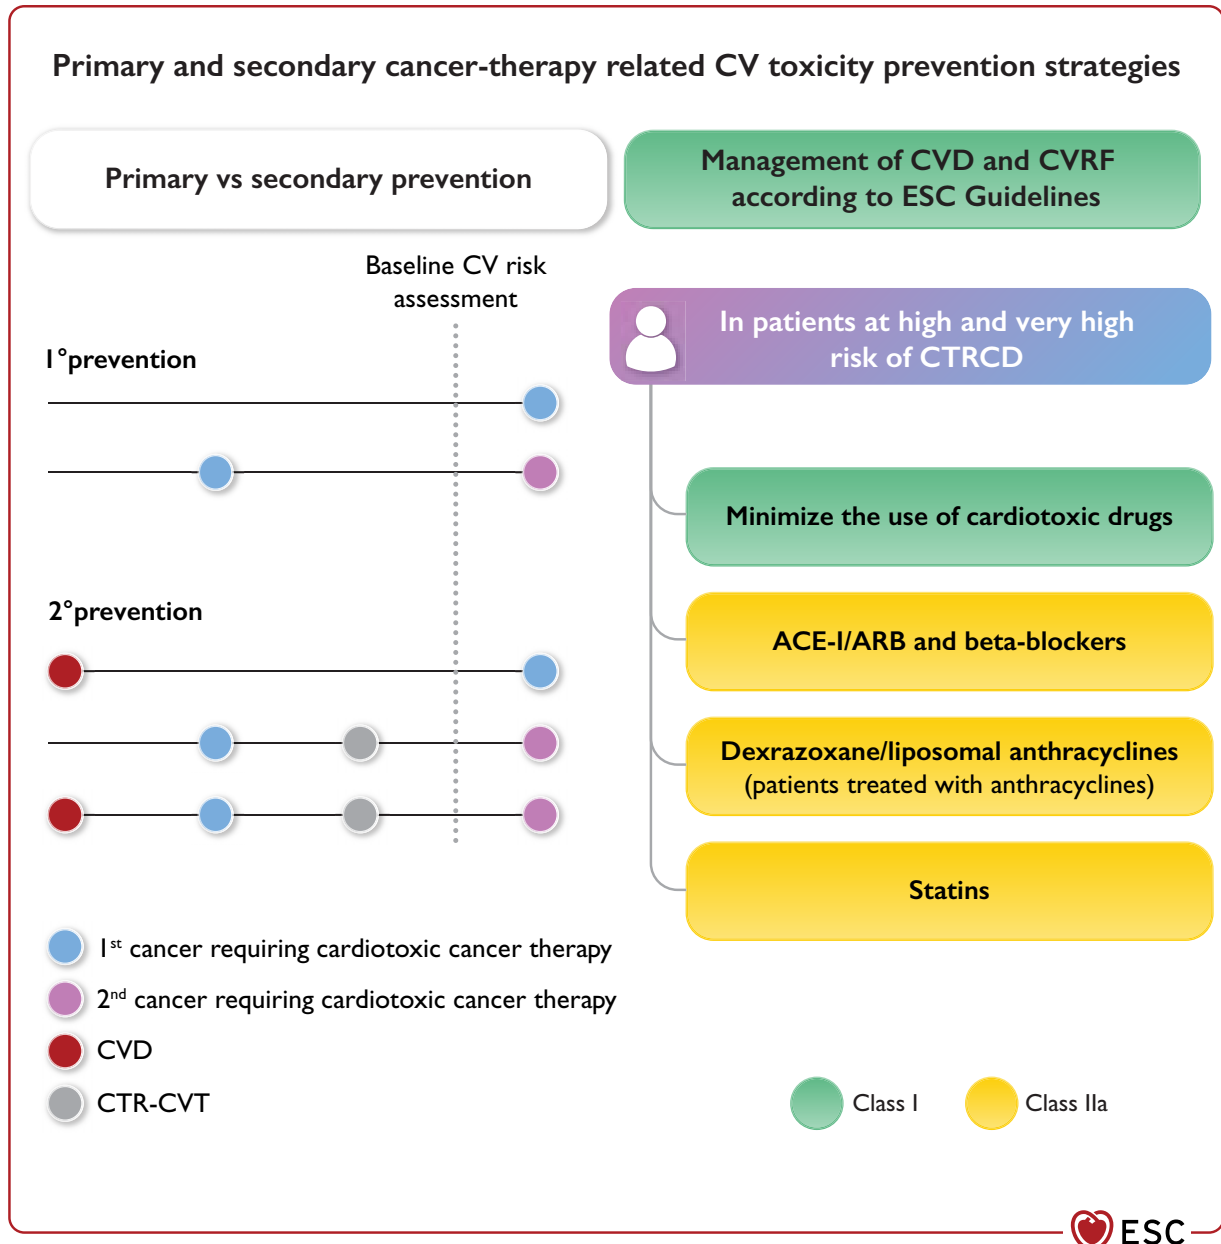 Primary and secondary cancer-therapy related CV toxicity prevention strategies
Primary vs secondary prevention
Baseline CV risk
assessment
1°prevention
2°prevention
1st cancer requiring cardiotoxic cancer therapy
2nd cancer requiring cardiotoxic cancer therapy
CVD
CTR-CVT
Management of CVD and CVRF
according to ESC Guidelines
In patients at high and very high
risk of CTRCD
Minimize the use of cardiotoxic drugs
ACE-I/ARB and beta-blockers
Dexrazoxane/liposomal anthracyclines
(patients treated with anthracyclines)
Statins
Class I
Class IIa
ESC